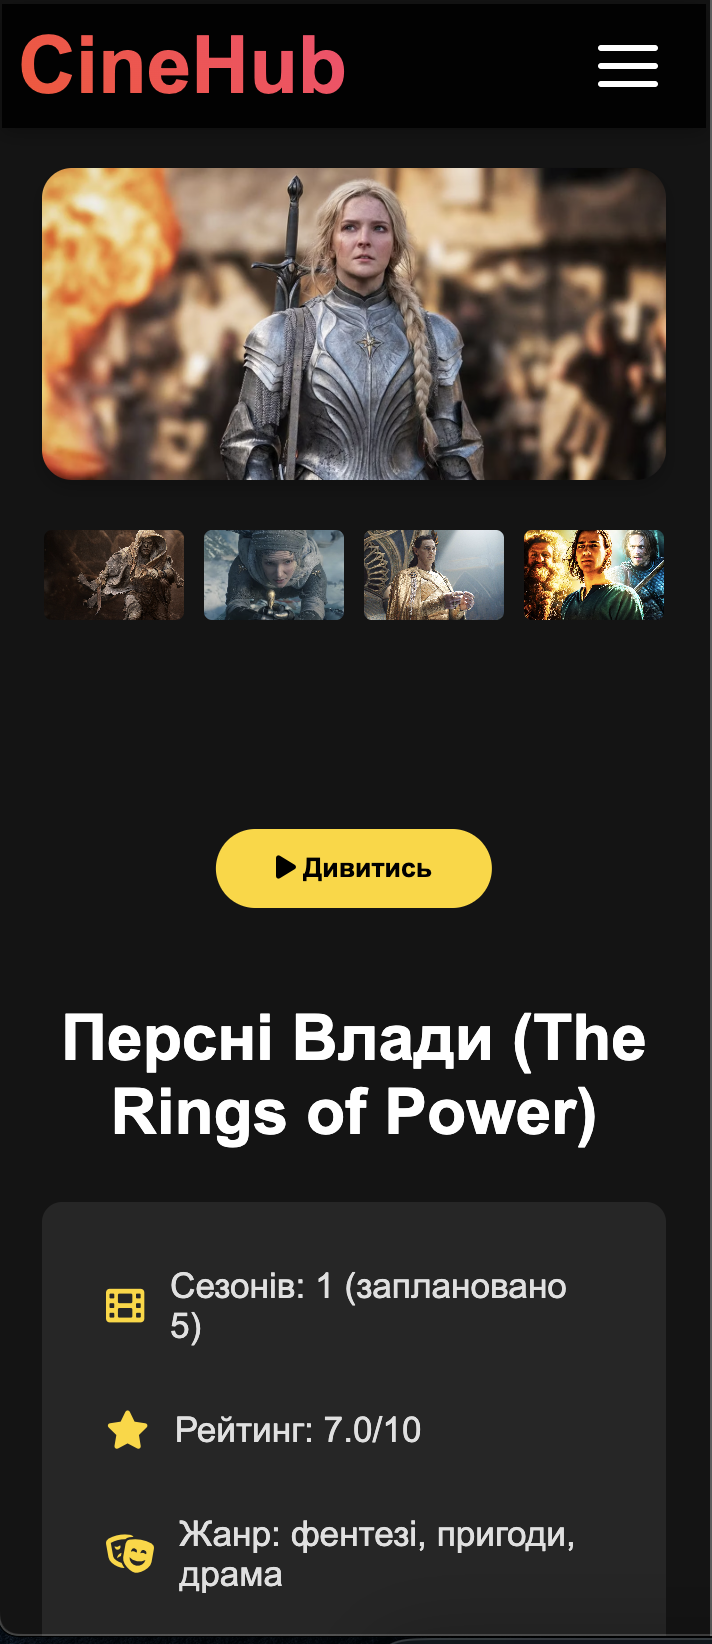 CineHub
Дивитись
Персні Влади (The
Rings of Power)
Сезонів: 1 (заплановано
5)
Рейтинг: 7.0/10
Жанр: фентезі, пригоди,
драма